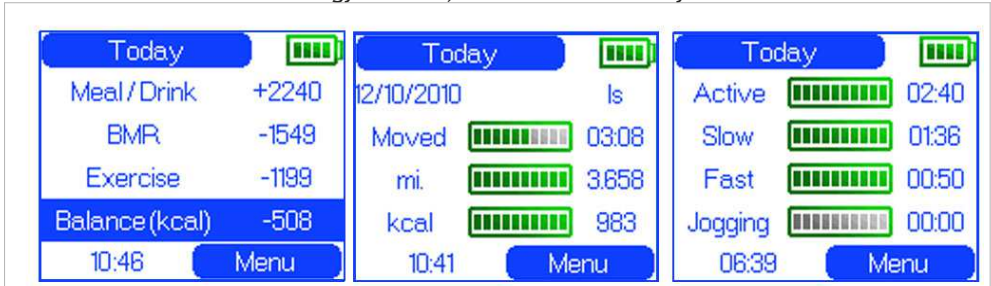 Today
Meal/Drink +2240
BMR -1549
Exercise -1199
Balance(kcal) -508
10:46 Menu
Today
12/10/2010 Is
Moved 03:08
mi. 3.658
kcal 983
10:41 Menu
Today
Active 02:40
Slow 01:36
Fast 00:50
Jogging 00:00
06:39 Menu